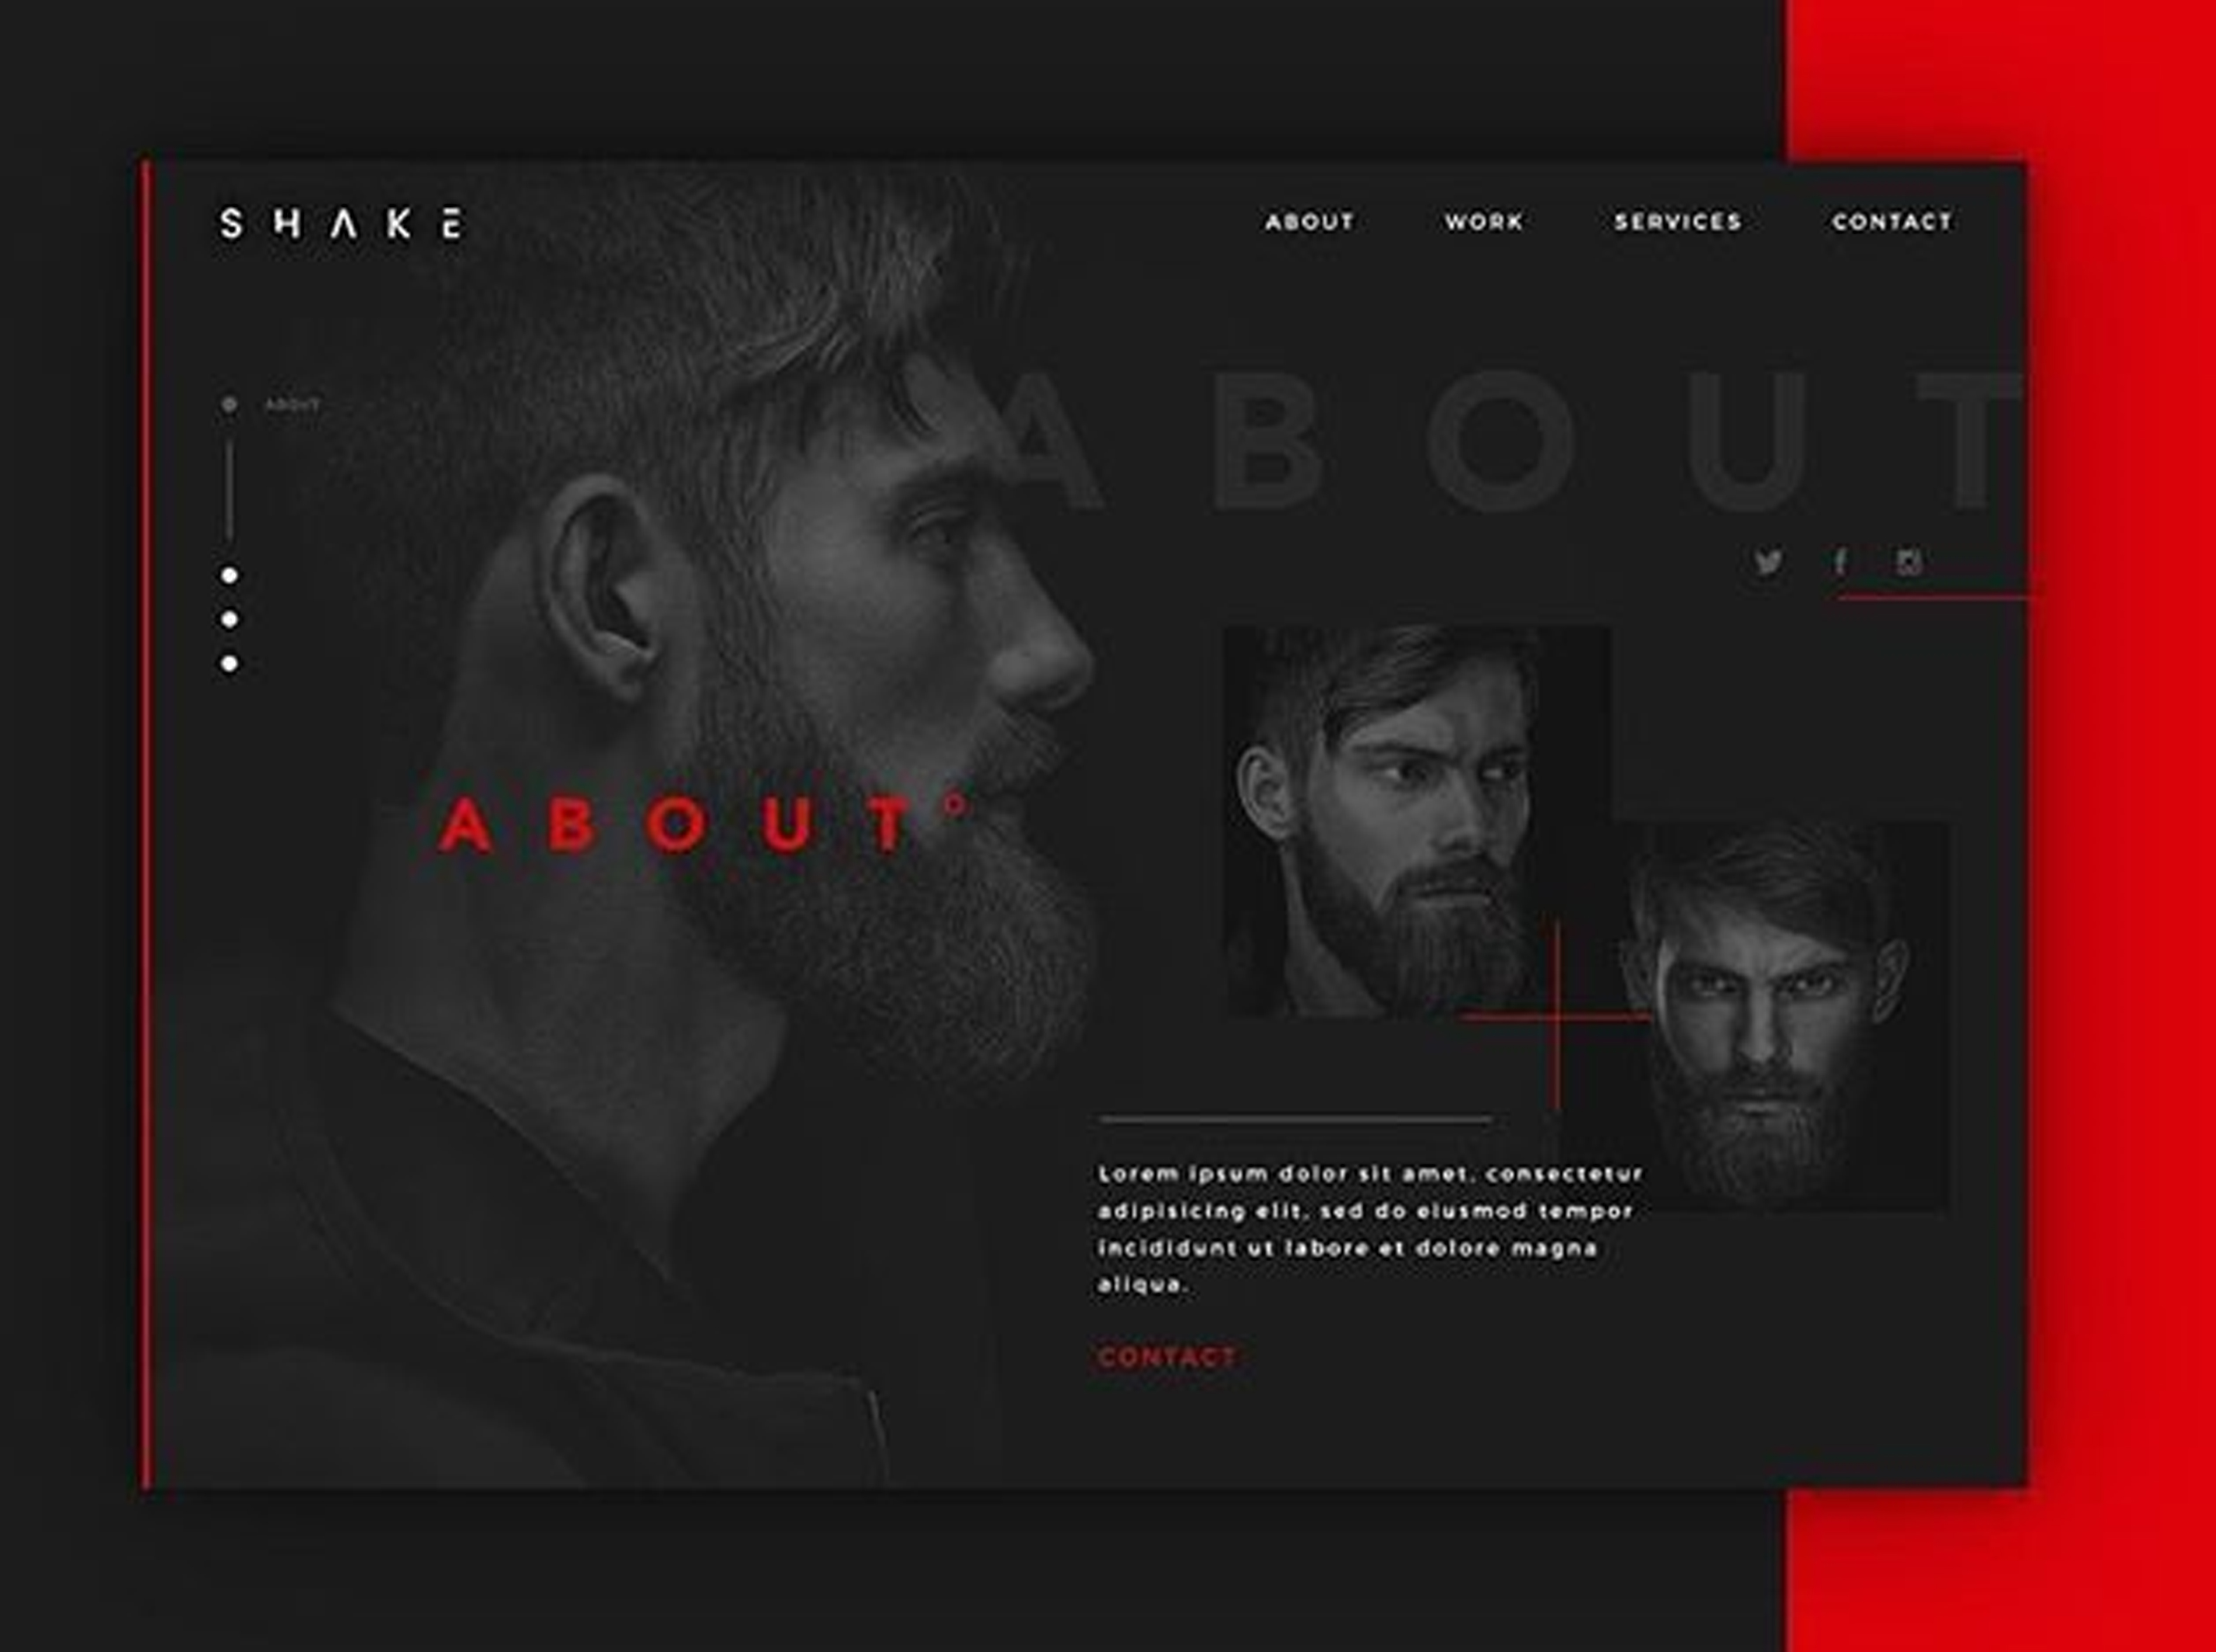 SHAKE
ABOUT WORK SERVICES CONTACT
ABOUT
ABOUT
ABOUT°
Lorem ipsum dolor sit amet, consectetur
adipisicing elit, sed do eiusmod tempor
incididunt ut labore et dolore magna
aliqua.
CONTACT